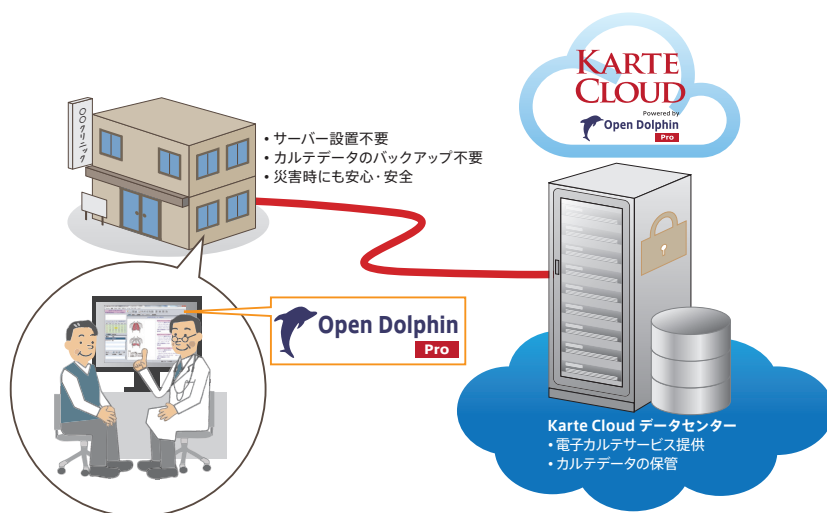 ○○クリニック
・サーバー設置不要
・カルテデータのバックアップ不要
・災害時にも安心・安全
KARTE
CLOUD
Powered by
Open Dolphin
Pro
Open Dolphin
Pro
Karte Cloud データセンター
・電子カルテサービス提供
・カルテデータの保管